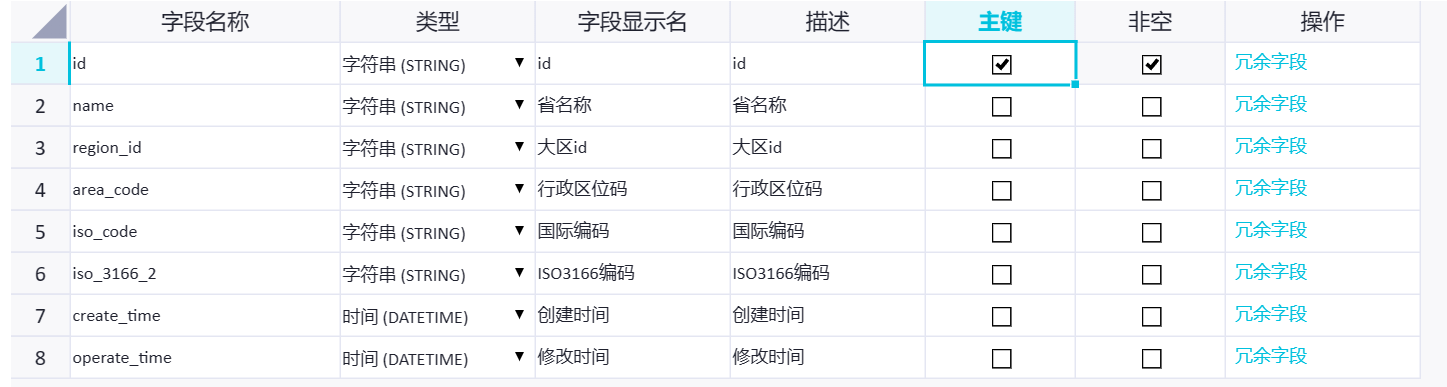 字段名称 类型 字段显示名 描述 主键 非空 操作
1 id 字符串 (STRING) id id 冗余字段
2 name 字符串 (STRING) 省名称 省名称 冗余字段
3 region_id 字符串 (STRING) 大区id 大区id 冗余字段
4 area_code 字符串 (STRING) 行政区位码 行政区位码 冗余字段
5 iso_code 字符串 (STRING) 国际编码 国际编码 冗余字段
6 iso_3166_2 字符串 (STRING) ISO3166编码 ISO3166编码 冗余字段
7 create_time 时间 (DATETIME) 创建时间 创建时间 冗余字段
8 operate_time 时间 (DATETIME) 修改时间 修改时间 冗余字段